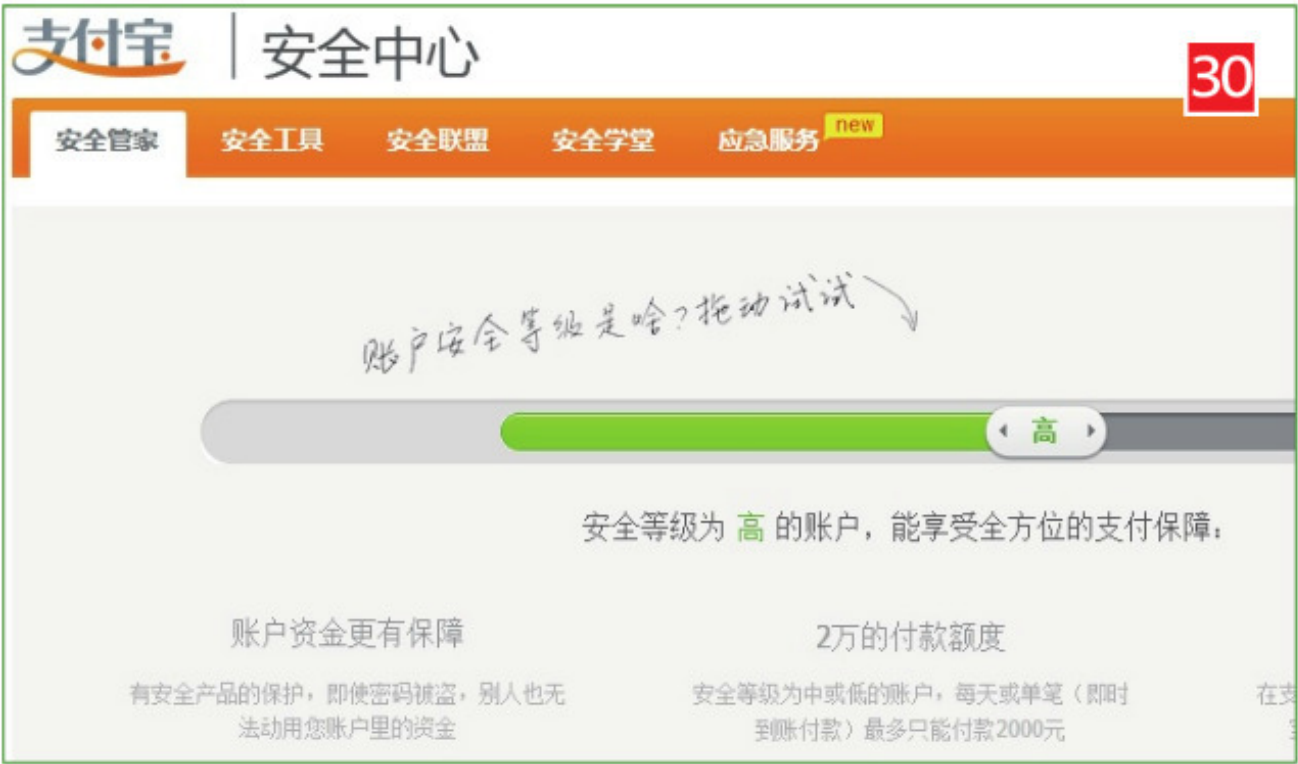 支付宝 安全中心
30
安全管家 安全工具 安全联盟 安全学堂 应急服务 new
账户安全等级是啥?拖动试试
高
安全等级为 高 的账户，能享受全方位的支付保障：
账户资金更有保障
有安全产品的保护，即使密码被盗，别人也无
法动用您账户里的资金
2万的付款额度
安全等级为中或低的账户，每天或单笔（即时
到账付款）最多只能付款2000元
在支